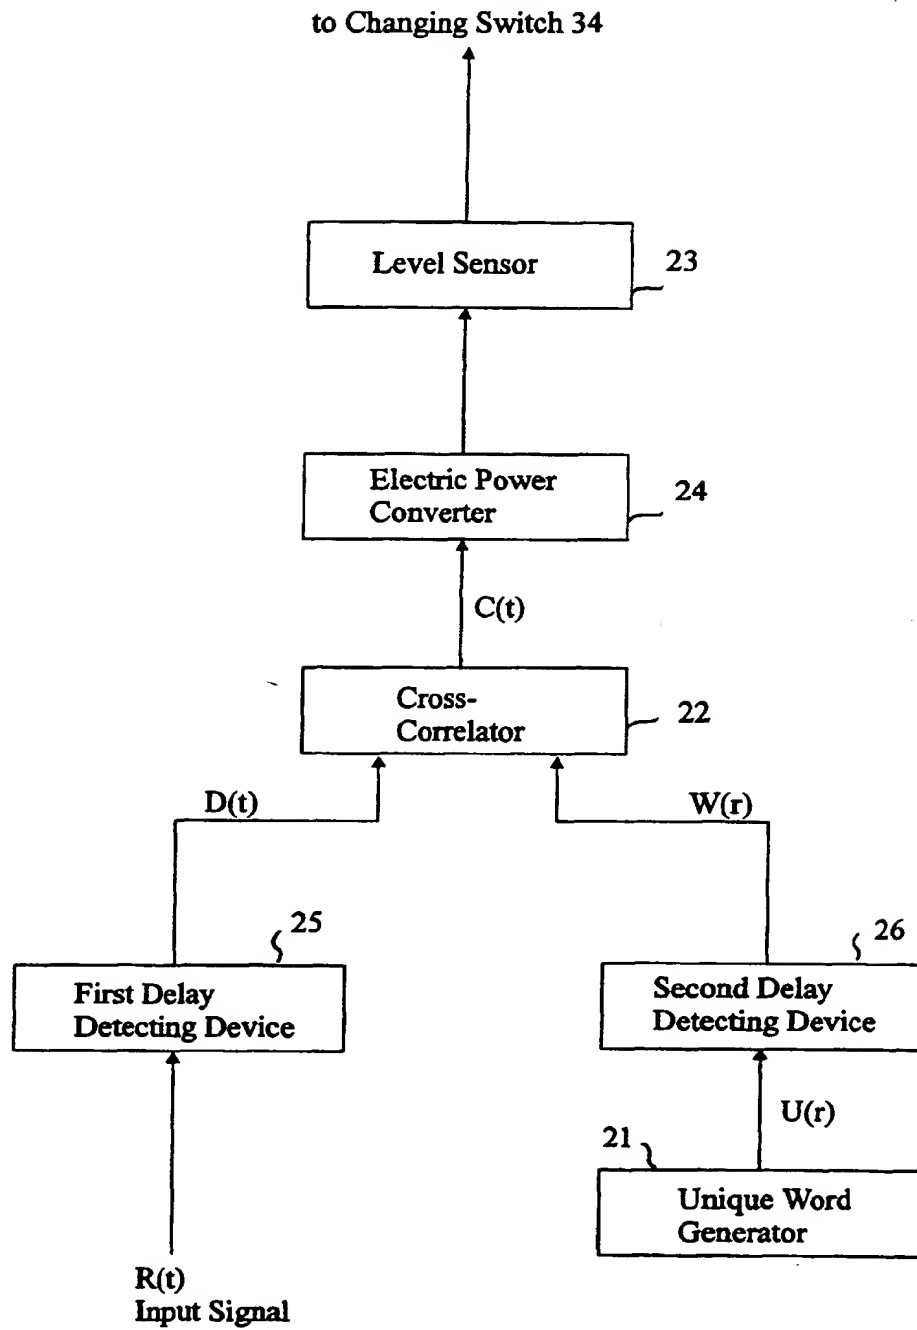 to Changing Switch 34
Level Sensor
23
Electric Power
Converter
24
C(t)
Cross-
Correlator
22
D(t)
W(r)
25
26
First Delay
Detecting Device
Second Delay
Detecting Device
U(r)
21
Unique Word
Generator
R(t)
Input Signal